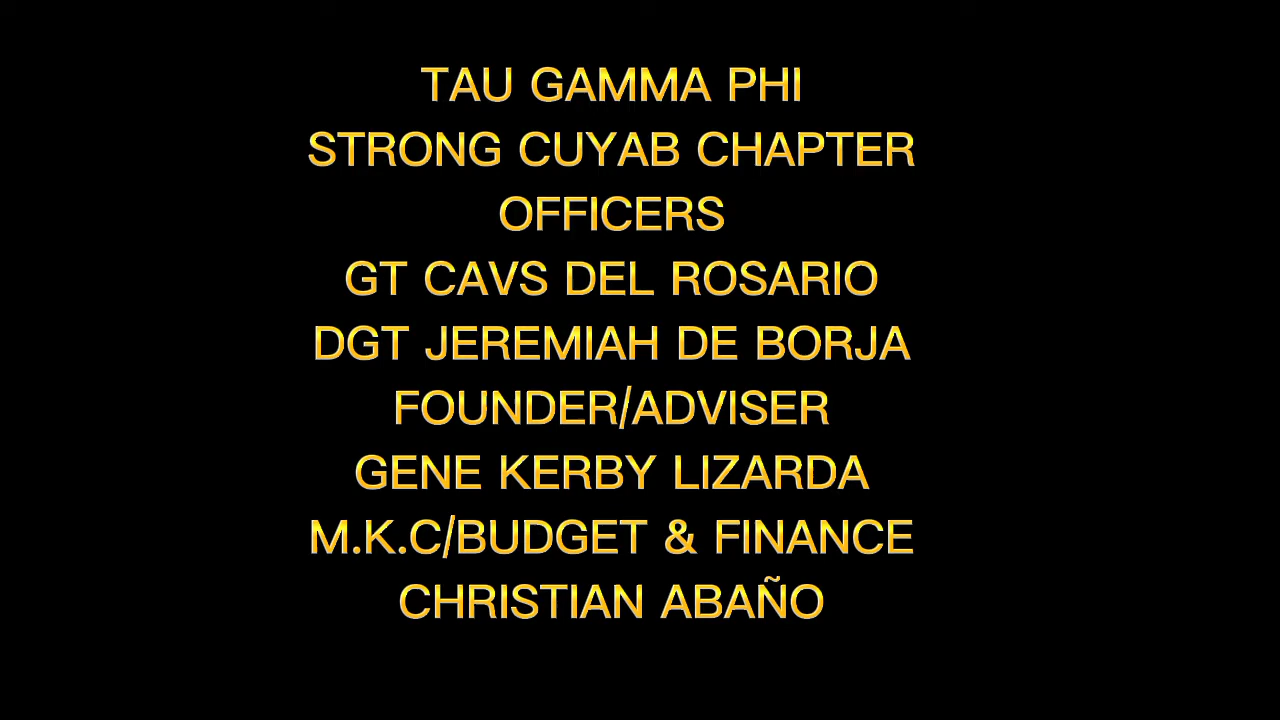 TAU GAMMA PHI
STRONG CUYAB CHAPTER
OFFICERS
GT CAVS DEL ROSARIO
DGT JEREMIAH DE BORJA
FOUNDER/ADVISER
GENE KERBY LIZARDA
M.K.C/BUDGET & FINANCE
CHRISTIAN ABAÑO